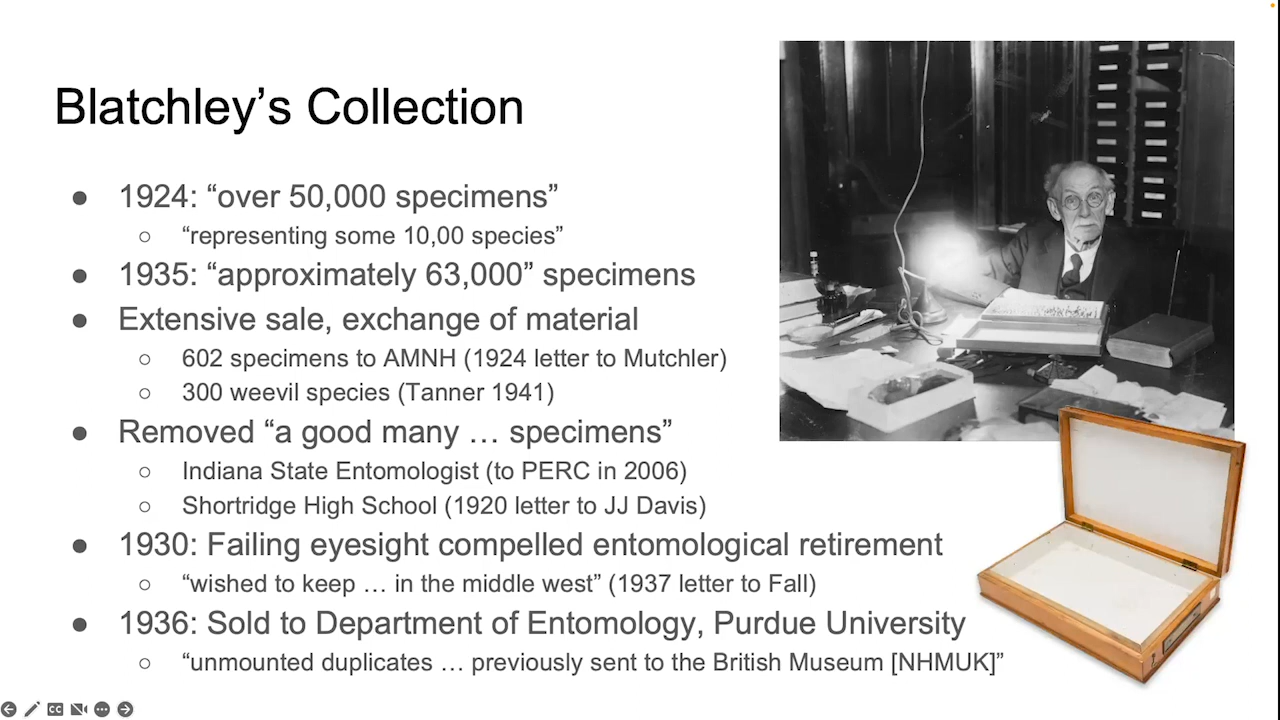 Blatchley’s Collection
● 1924: “over 50,000 specimens”
○ “representing some 10,00 species”
● 1935: “approximately 63,000” specimens
● Extensive sale, exchange of material
○ 602 specimens to AMNH (1924 letter to Mutchler)
○ 300 weevil species (Tanner 1941)
● Removed “a good many … specimens”
○ Indiana State Entomologist (to PERC in 2006)
○ Shortridge High School (1920 letter to JJ Davis)
● 1930: Failing eyesight compelled entomological retirement
○ “wished to keep … in the middle west” (1937 letter to Fall)
● 1936: Sold to Department of Entomology, Purdue University
○ “unmounted duplicates … previously sent to the British Museum [NHMUK]”
CC